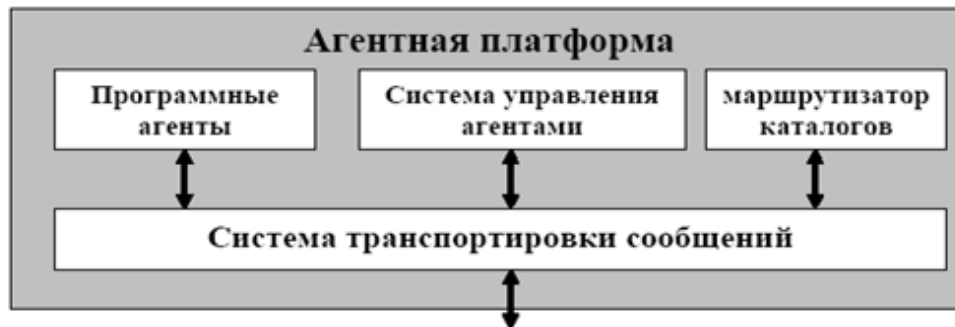 Агентная платформа
Программные
агенты
Система управления
агентами
маршрутизатор
каталогов
Система транспортировки сообщений